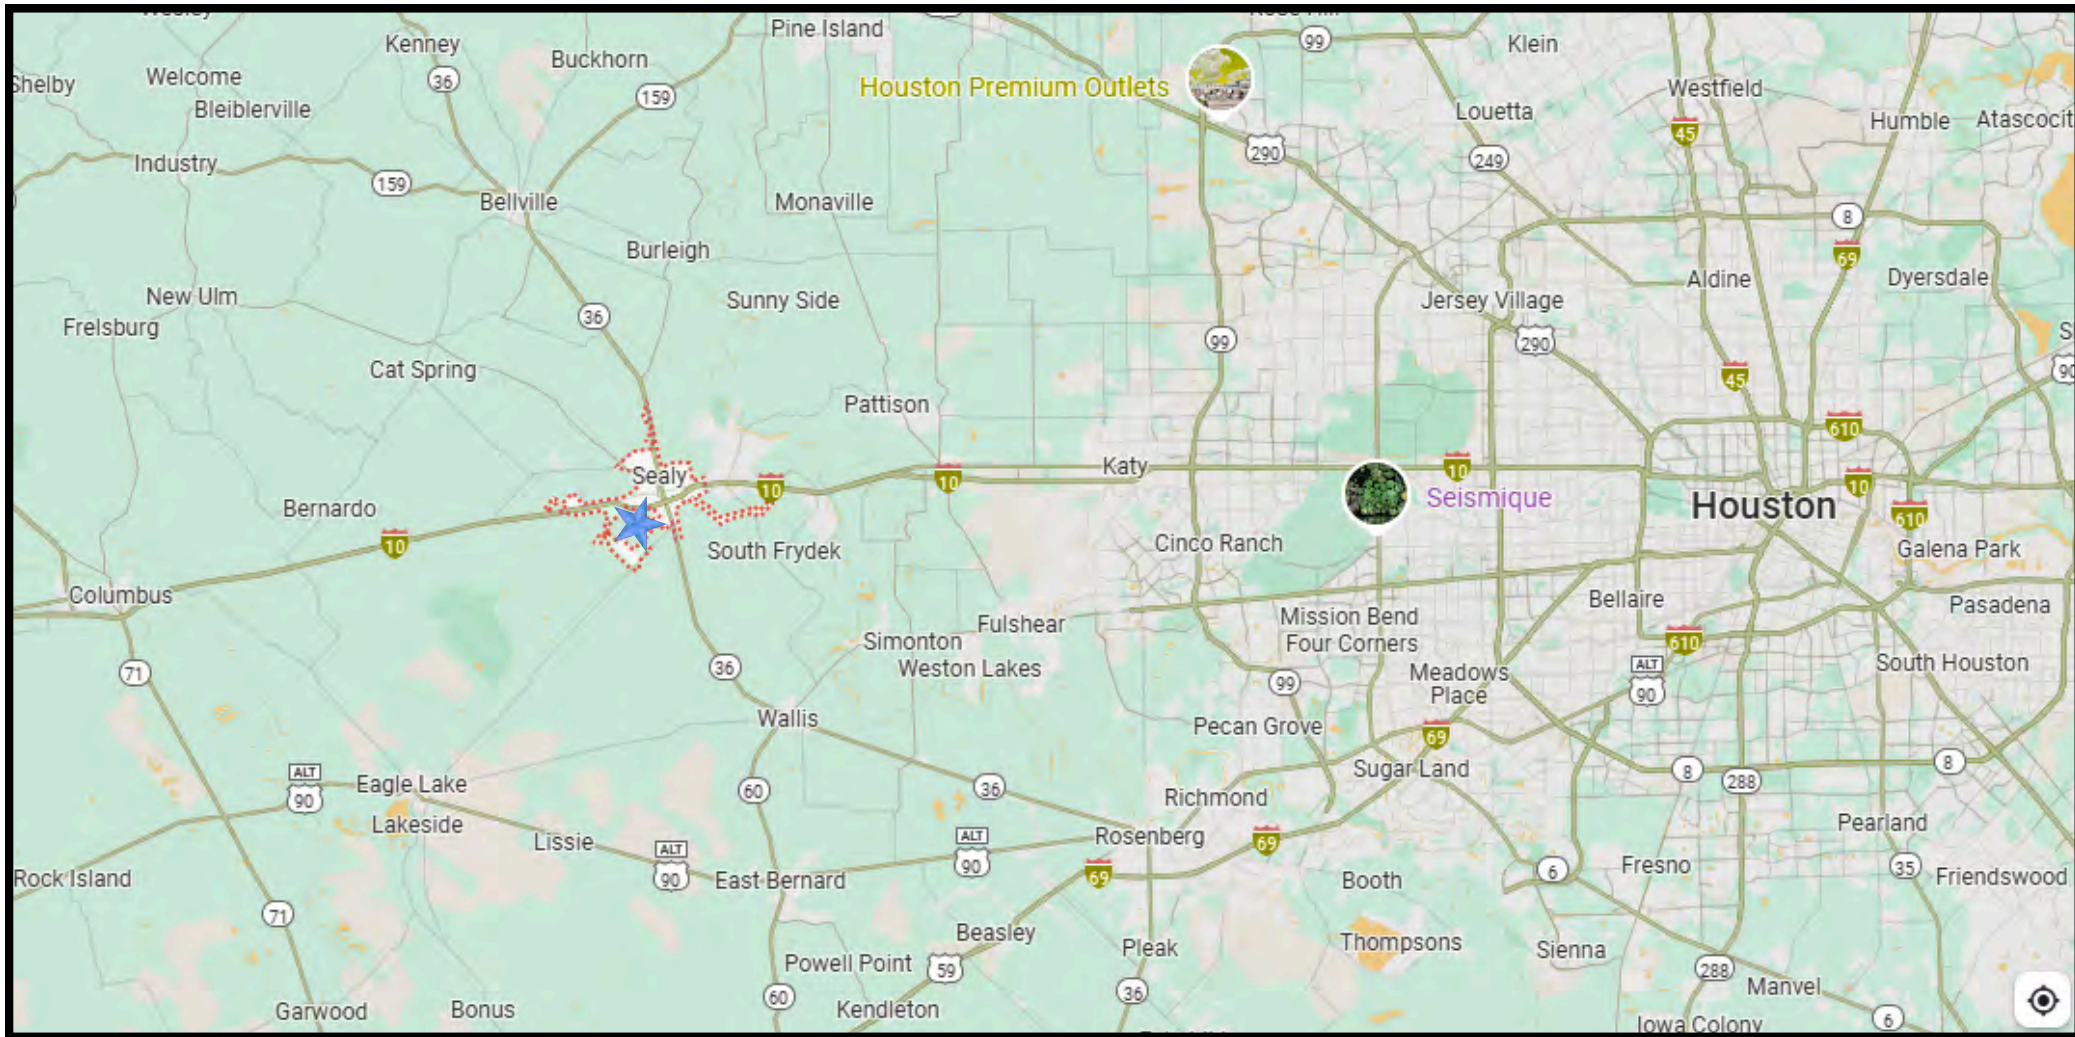 Kenney
Pine Island
99
Klein
Shelby
Welcome
36
Buckhorn
Houston Premium Outlets
Westfield
Bleiblerville
159
Louetta
45
Humble
Industry
290
249
159
Bellville
Monaville
8
Burleigh
69
New Ulm
Sunny Side
Jersey Village
Aldine
Dyersdale
Frelsburg
36
99
290
Cat Spring
45
Pattison
610
Sealy
10
10
Katy
10
Seismique
10
Bernardo
Houston
610
10
South Frydek
Cinco Ranch
Galena Park
Columbus
Fulshear
Mission Bend
Bellaire
Pasadena
Simonton
Four Corners
610
71
36
Weston Lakes
99
Meadows
Place
ALT
90
South Houston
Wallis
Pecan Grove
69
ALT
90
Eagle Lake
60
36
Richmond
Sugar Land
8
288
8
Lakeside
Lissie
ALT
90
Rosenberg
69
Pearland
Rock Island
ALT
90
East Bernard
69
Booth
6
Fresno
35
Friendswood
71
Beasley
Pleak
Thompsons
Sienna
Powell Point
59
288
Garwood
Bonus
60
Kendleton
36
Manvel
Iowa Colony
6